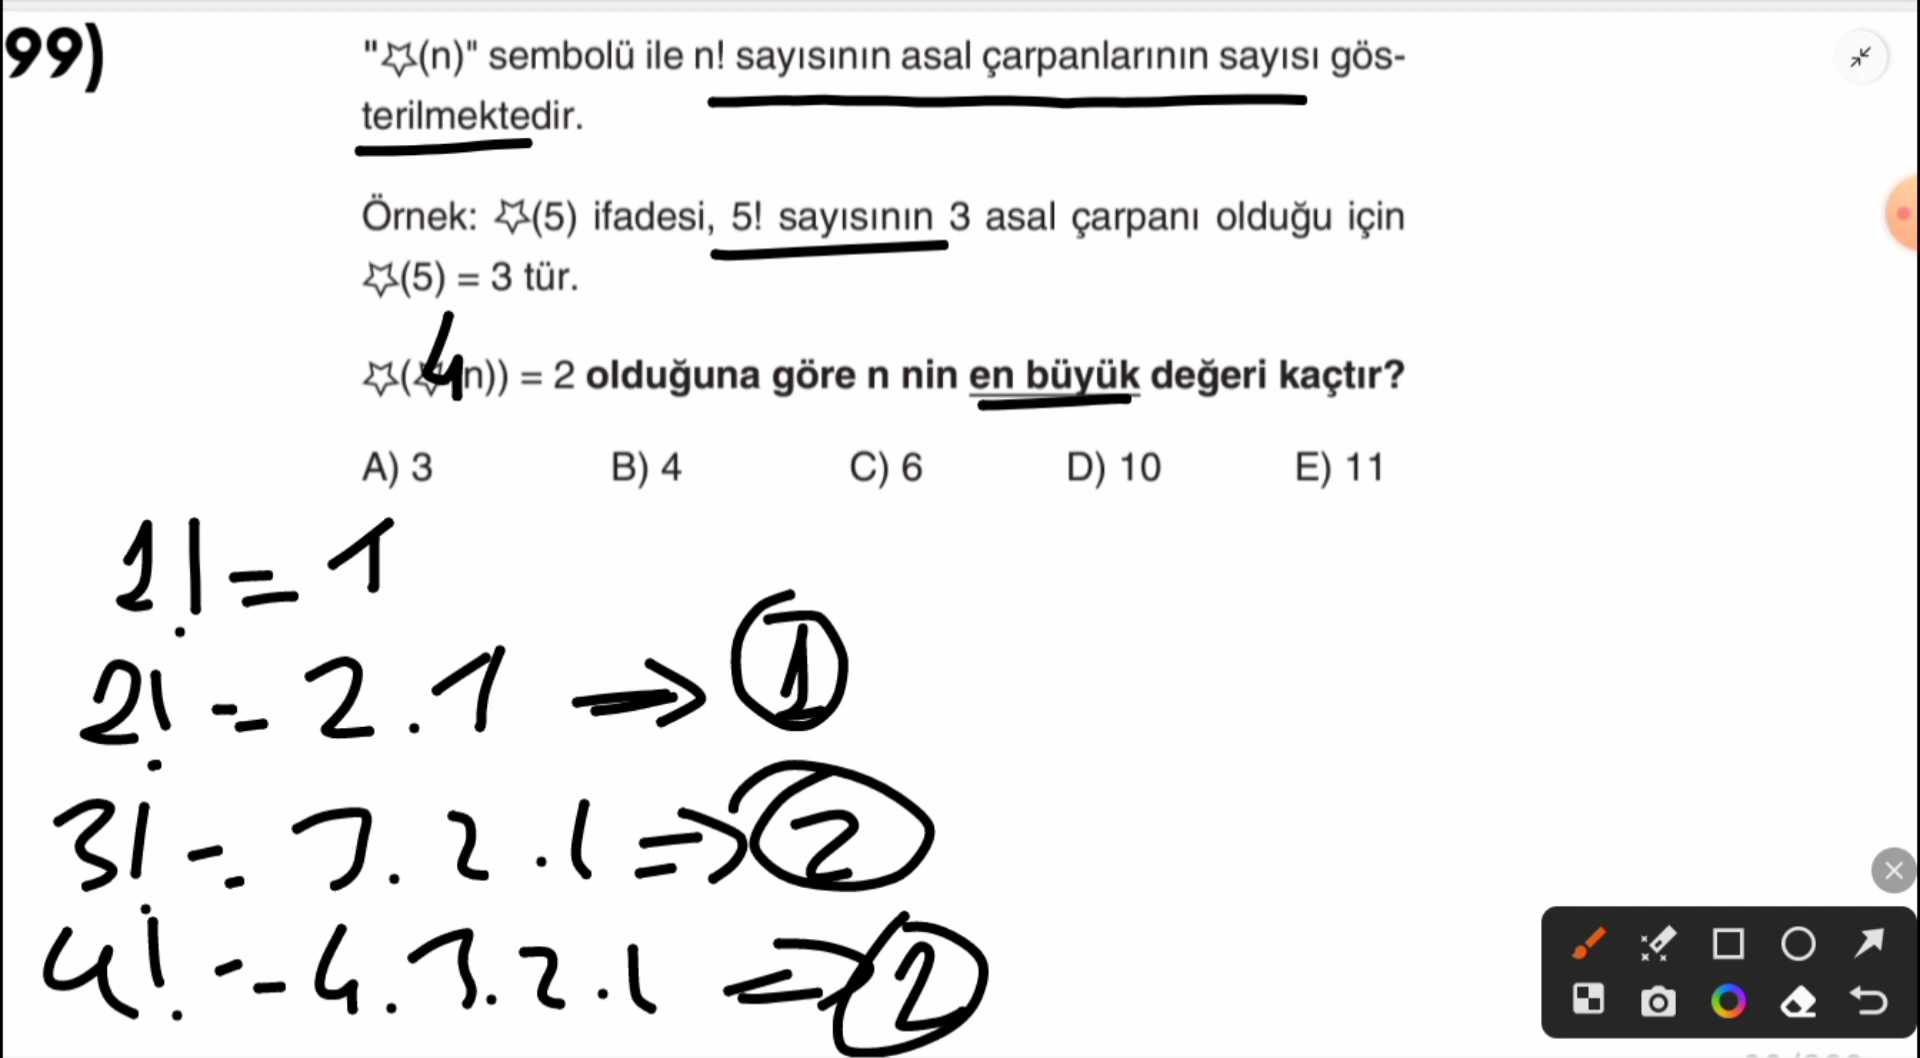 99)
"☆(n)" sembolü ile n! sayısının asal çarpanlarının sayısı gös-
terilmektedir.
Örnek: ☆(5) ifadesi, 5! sayısının 3 asal çarpanı olduğu için
☆(5) = 3 tür.
4
☆(☆(n)) = 2 olduğuna göre n nin en büyük değeri kaçtır?
A) 3 B) 4 C) 6 D) 10 E) 11
1! = 1
2! = 2.1 → 1
3! = 3.2.1 ⇒ 2
4! = 4.3.2.1 ⇒ 2